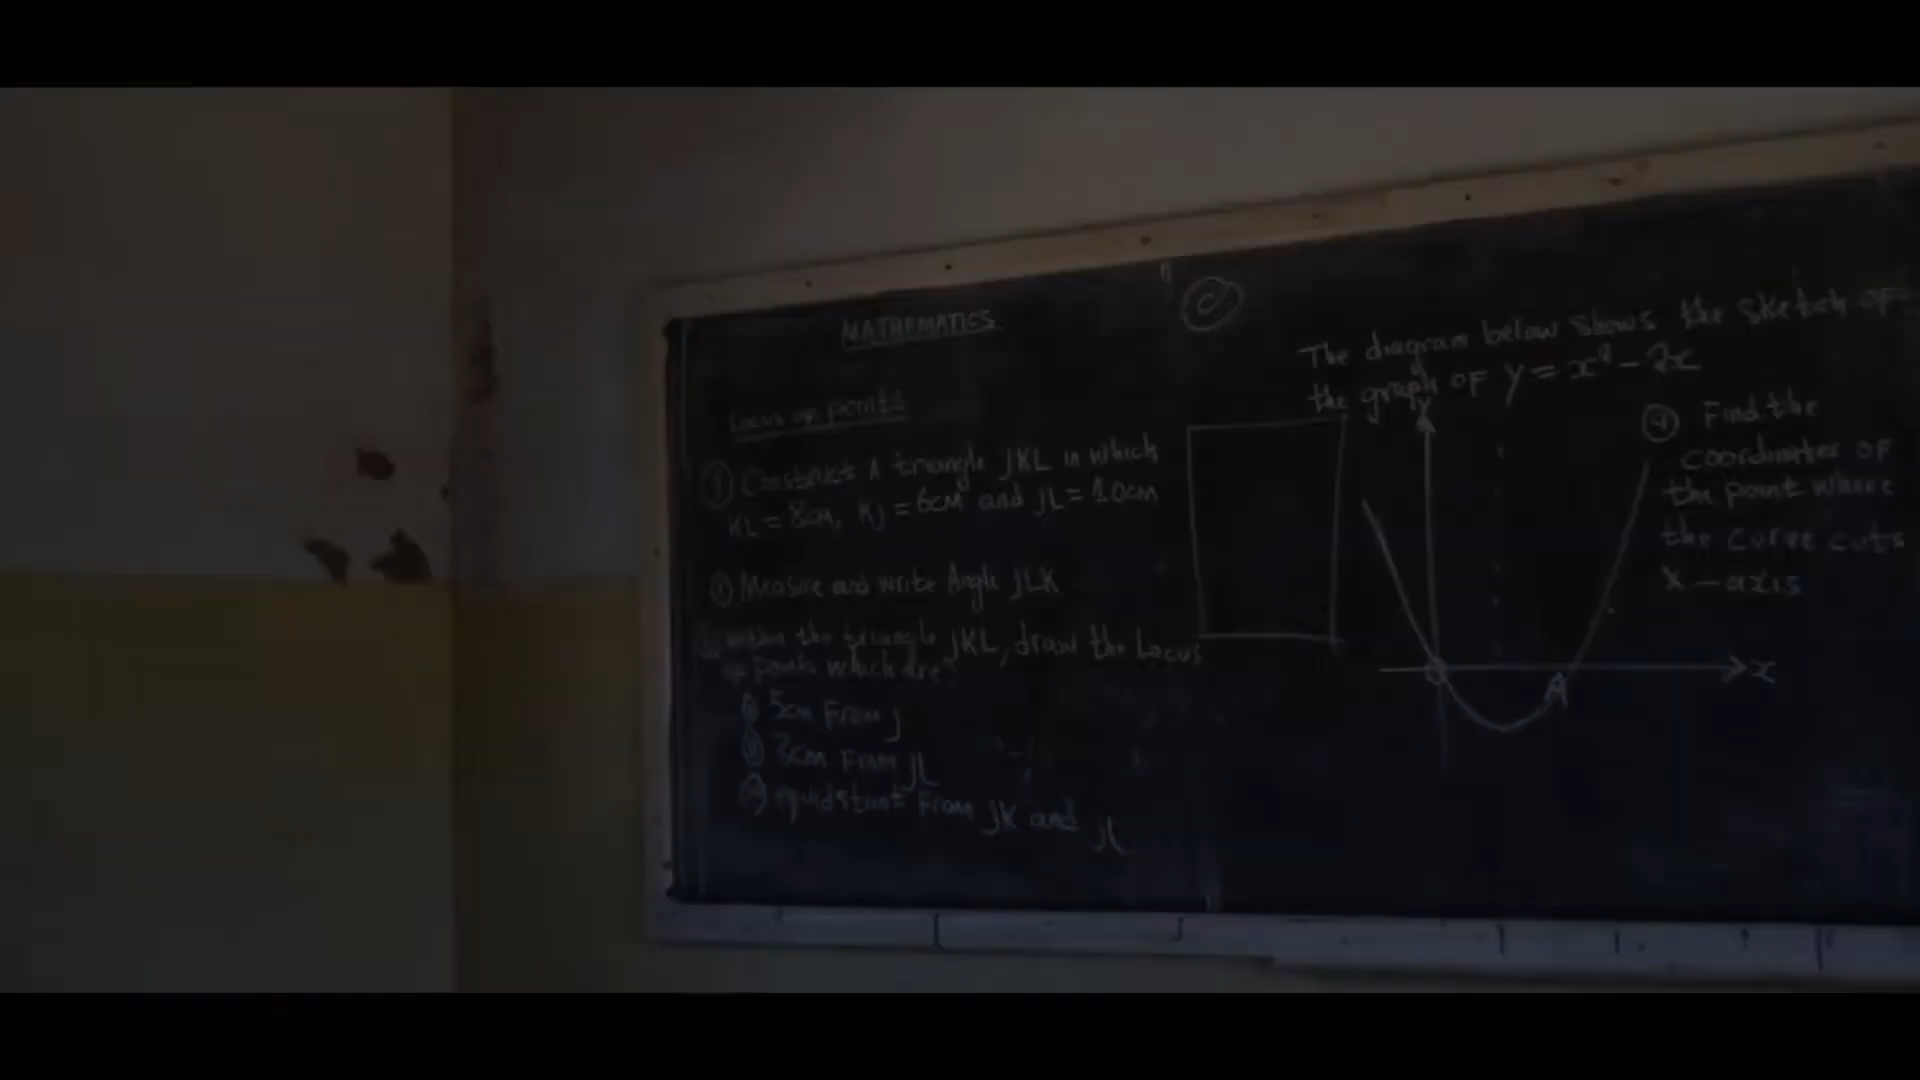 MATHEMATICS
Locus of points
① Construct A triangle JKL in which
KL = 8cm, KJ = 6cm and JL = 10cm
Measure and write Angle JLK
within the triangle JKL, draw the Locus
of points which are?
5cm From J
3cm From JL
equidstant From JK and JL
C
The diagram below shows the sketch OF
the graph OF y = x² - 2x
y
x
A
④ Find the
coordinates OF
the point where
the curve cuts
X - axis